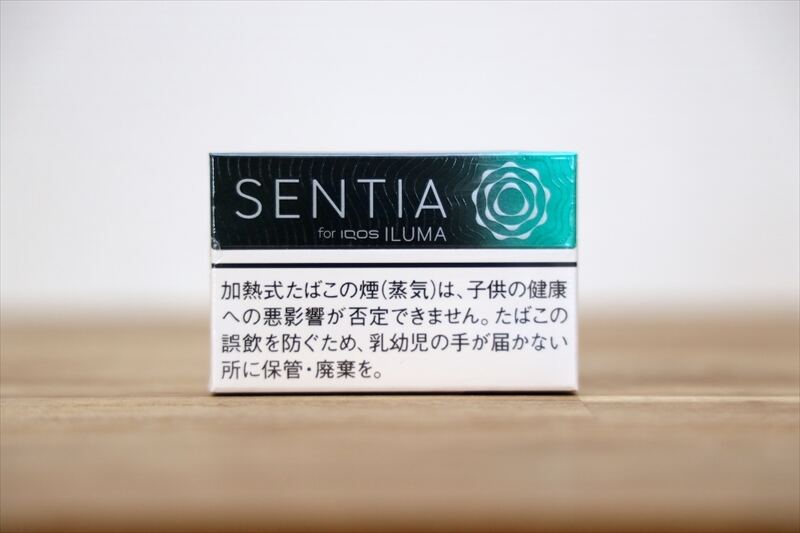 SENTIA
for IQOS ILUMA
加熱式たばこの煙(蒸気)は、子供の健康
への悪影響が否定できません。たばこの
誤飲を防ぐため、乳幼児の手が届かない
所に保管・廃棄を。